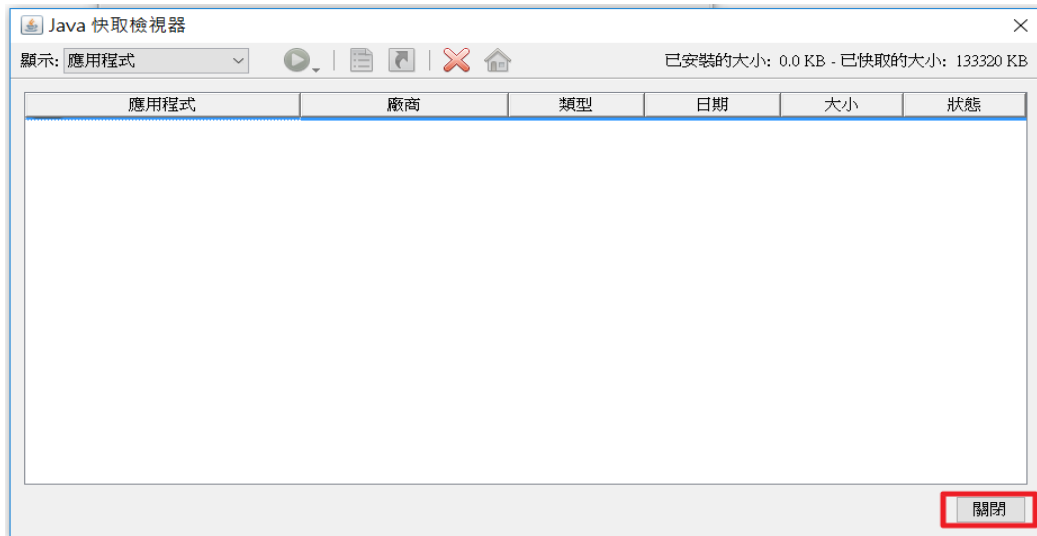 Java 快取檢視器
顯示: 應用程式 已安裝的大小: 0.0 KB - 已快取的大小: 133320 KB
應用程式 廠商 類型 日期 大小 狀態
關閉